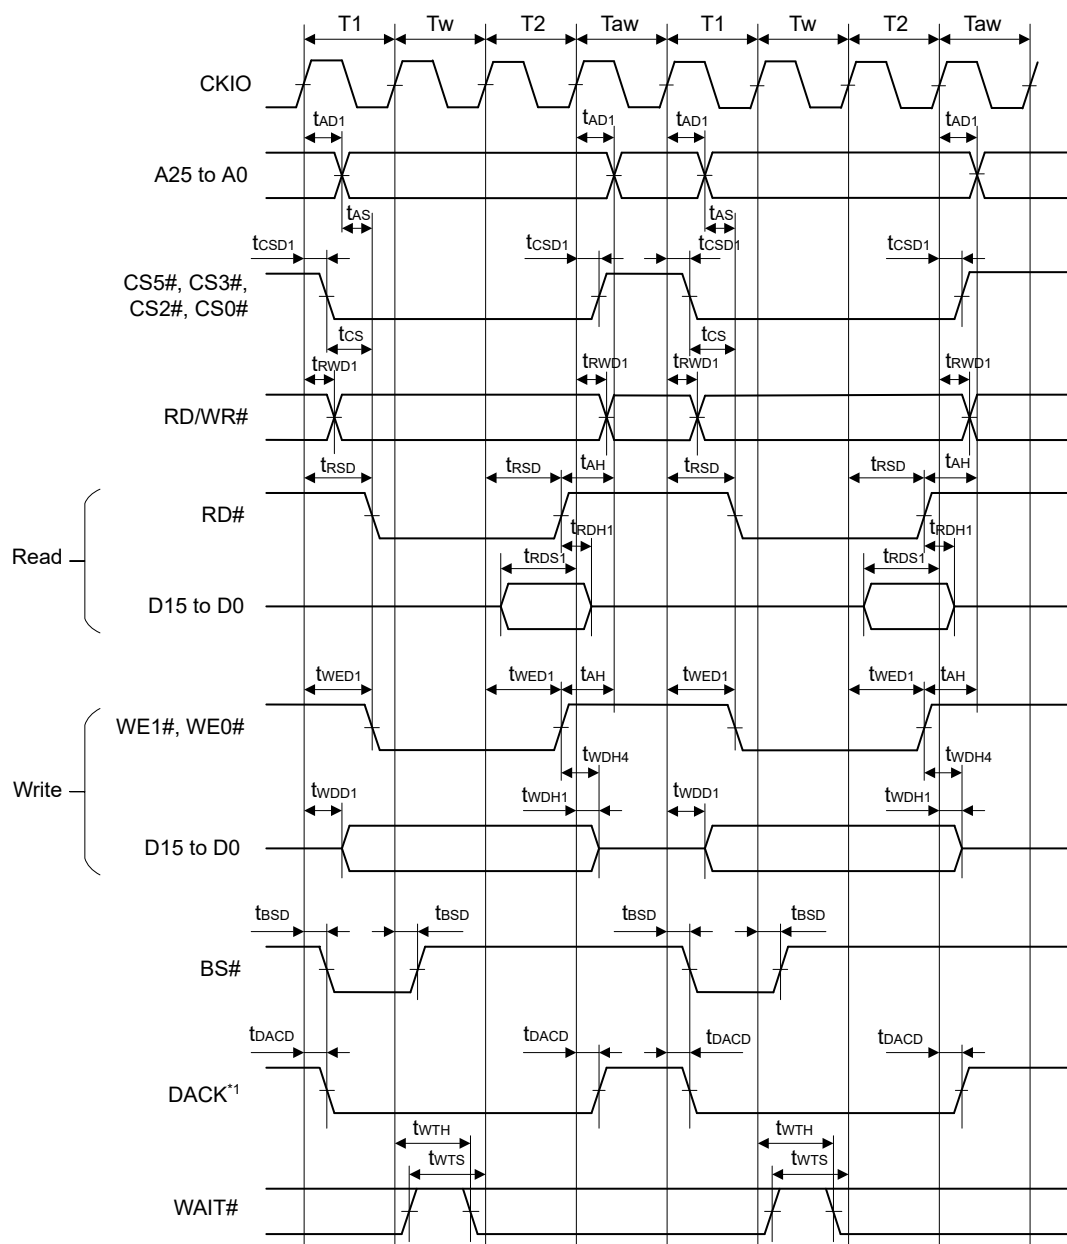 T1 Tw T2 Taw T1 Tw T2 Taw
CKIO
tAD1 tAD1 tAD1 tAD1
A25 to A0
tAS tAS
tCSD1 tCSD1 tCSD1 tCSD1
CS5#, CS3#,
CS2#, CS0#
tCS tCS
tRWD1 tRWD1 tRWD1 tRWD1
RD/WR#
tRSD tRSD tAH tRSD tRSD tAH
RD#
tRDH1 tRDH1
Read
tRDS1 tRDS1
D15 to D0
tWED1 tWED1 tAH tWED1 tWED1 tAH
WE1#, WE0#
tWDH4 tWDH4
Write
tWDD1 tWDH1 tWDD1 tWDH1
D15 to D0
tBSD tBSD tBSD tBSD
BS#
tDACD tDACD tDACD tDACD
DACK*1
tWTH tWTH
tWTS tWTS
WAIT#